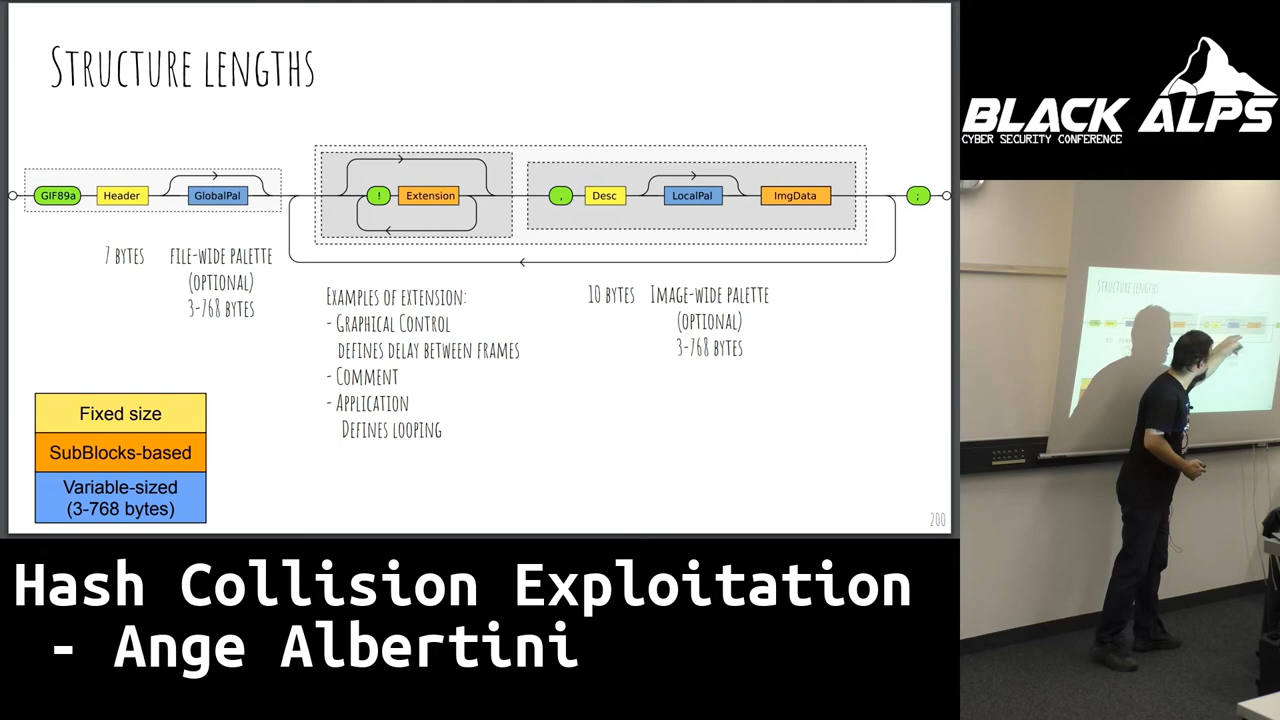 Structure lengths
GIF89a Header GlobalPal ! Extension , Desc LocalPal ImgData ;
7 bytes
File-wide palette
(optional)
3-768 bytes
Examples of extension:
- Graphical Control
defines delay between frames
- Comment
- Application
Defines looping
10 bytes
Image-wide palette
(optional)
3-768 bytes
Fixed size
SubBlocks-based
Variable-sized
(3-768 bytes)
200
BLACK ALPS
CYBER SECURITY CONFERENCE
Structure lengths
Hash Collision Exploitation
- Ange Albertini